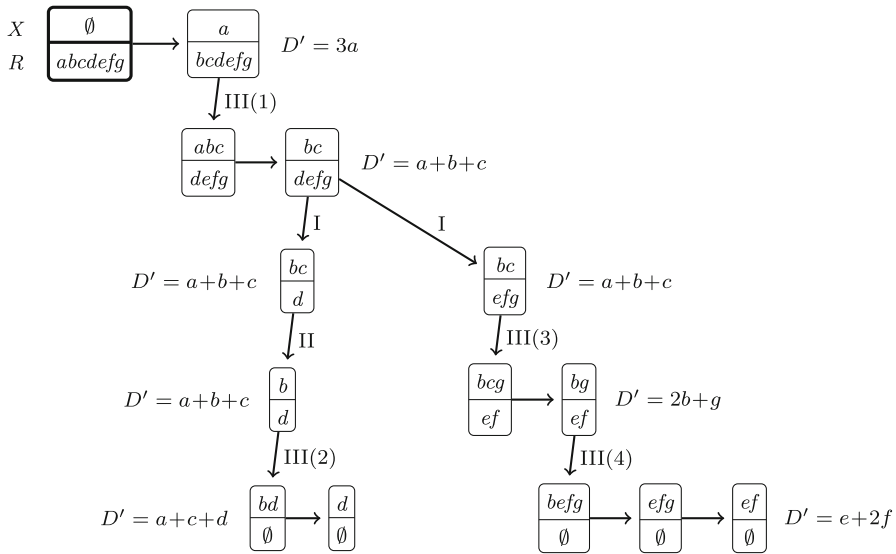 X ∅ a
R abcdefg bcdefg D′ = 3a
III(1)
abc bc D′ = a+b+c
defg defg
I I
D′ = a+b+c bc bc D′ = a+b+c
d efg
II III(3)
D′ = a+b+c b bcg bg D′ = 2b+g
d ef ef
III(2) III(4)
D′ = a+c+d bd d befg efg ef D′ = e+2f
∅ ∅ ∅ ∅ ∅